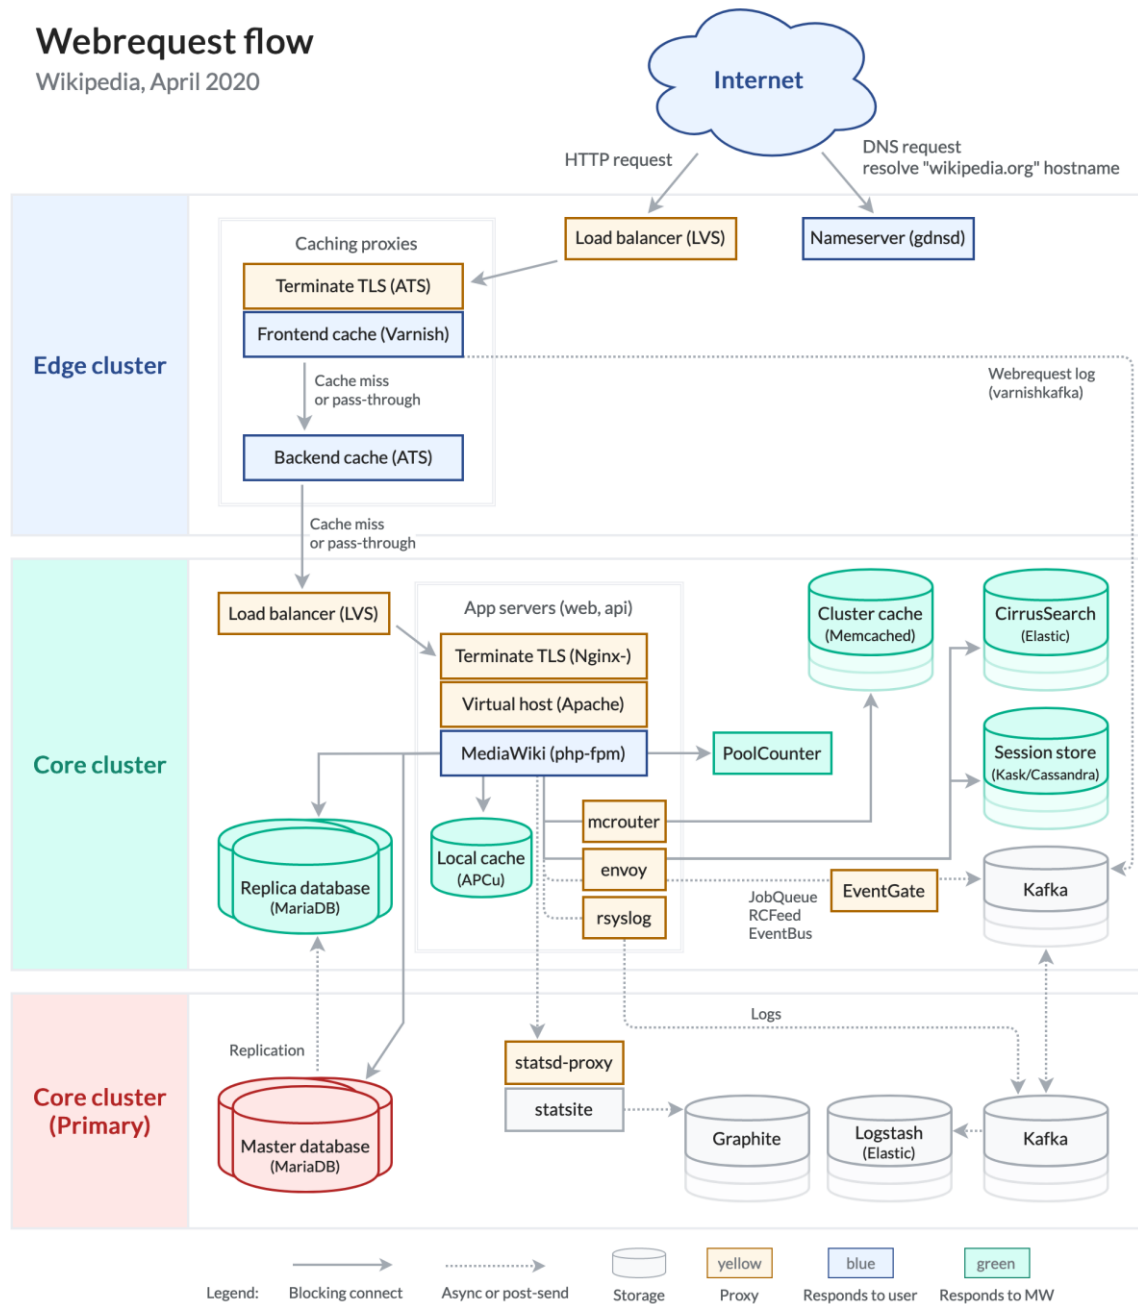 Webrequest flow
Wikipedia, April 2020
Internet
HTTP request
DNS request
resolve "wikipedia.org" hostname
Edge cluster
Load balancer (LVS)
Nameserver (gdnsd)
Caching proxies
Terminate TLS (ATS)
Frontend cache (Varnish)
Cache miss
or pass-through
Webrequest log
(varnishkafka)
Backend cache (ATS)
Cache miss
or pass-through
Core cluster
Load balancer (LVS)
App servers (web, api)
Terminate TLS (Nginx-)
Virtual host (Apache)
MediaWiki (php-fpm)
Cluster cache
(Memcached)
CirrusSearch
(Elastic)
PoolCounter
Session store
(Kask/Cassandra)
mcrouter
Local cache
(APCu)
envoy
rsyslog
Replica database
(MariaDB)
JobQueue
RCFeed
EventBus
EventGate
Kafka
Core cluster
(Primary)
Replication
Logs
statsd-proxy
statsite
Master database
(MariaDB)
Graphite
Logstash
(Elastic)
Kafka
Legend:
Blocking connect
Async or post-send
Storage
yellow
Proxy
blue
Responds to user
green
Responds to MW